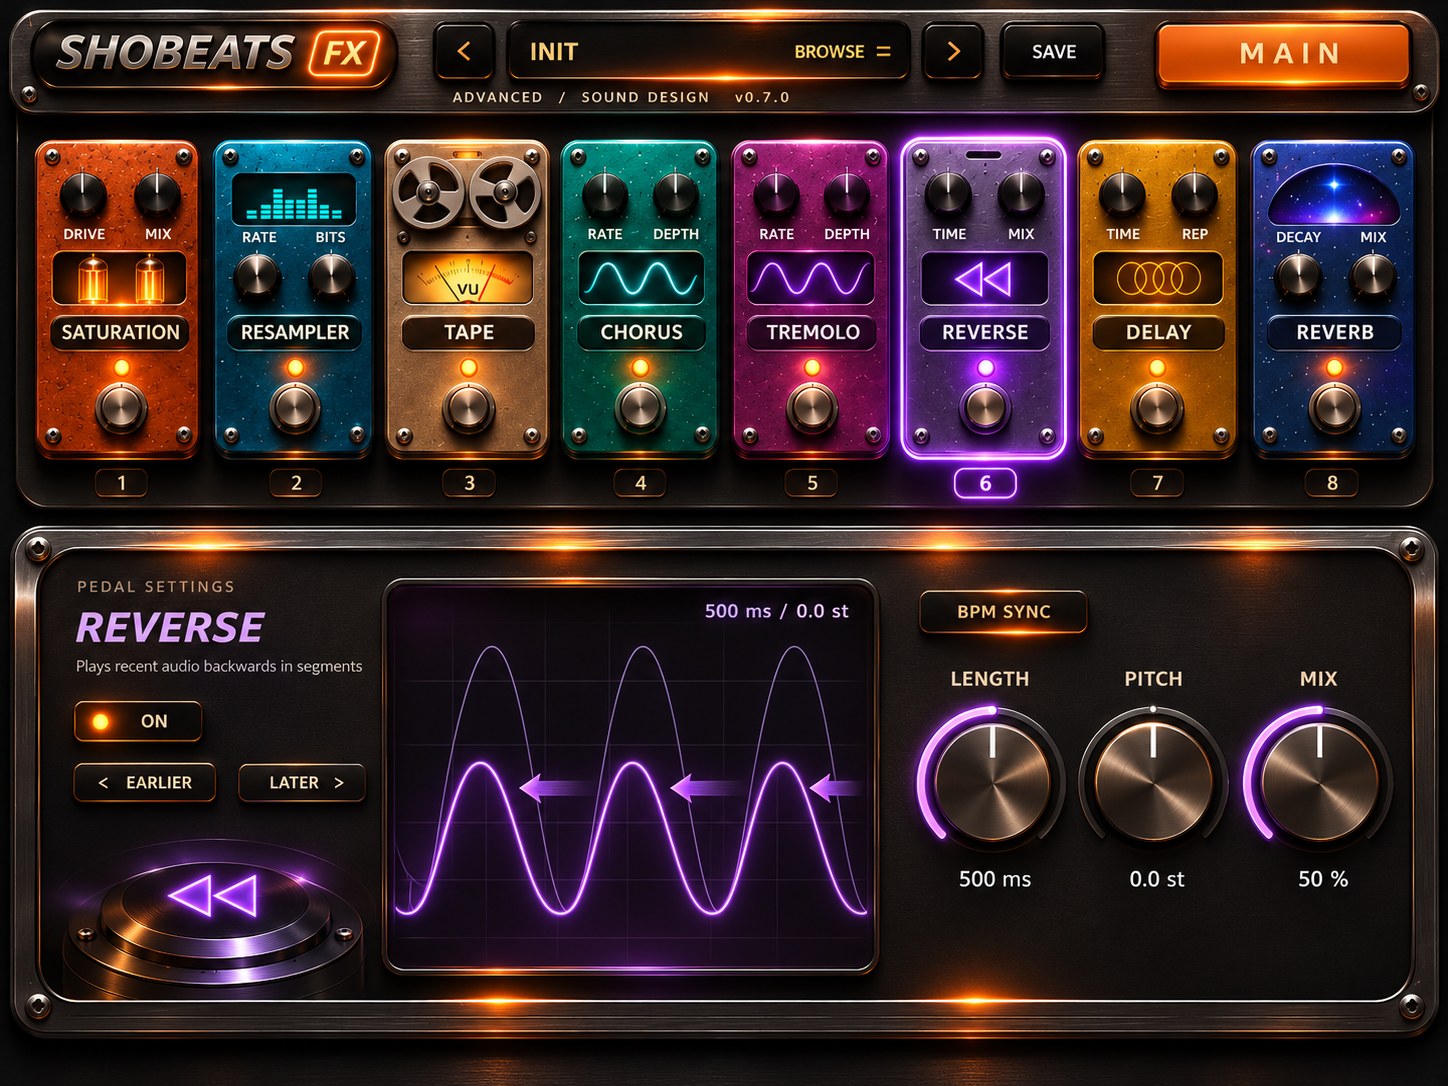 SHOBEATS FX
< INIT BROWSE = > SAVE MAIN
ADVANCED / SOUND DESIGN v0.7.0
DRIVE MIX
SATURATION
1
RATE BITS
RESAMPLER
2
VU
TAPE
3
RATE DEPTH
CHORUS
4
RATE DEPTH
TREMOLO
5
TIME MIX
REVERSE
6
TIME REP
DELAY
7
DECAY MIX
REVERB
8
PEDAL SETTINGS
REVERSE
Plays recent audio backwards in segments
ON
< EARLIER LATER >
500 ms / 0.0 st
BPM SYNC
LENGTH PITCH MIX
500 ms 0.0 st 50 %